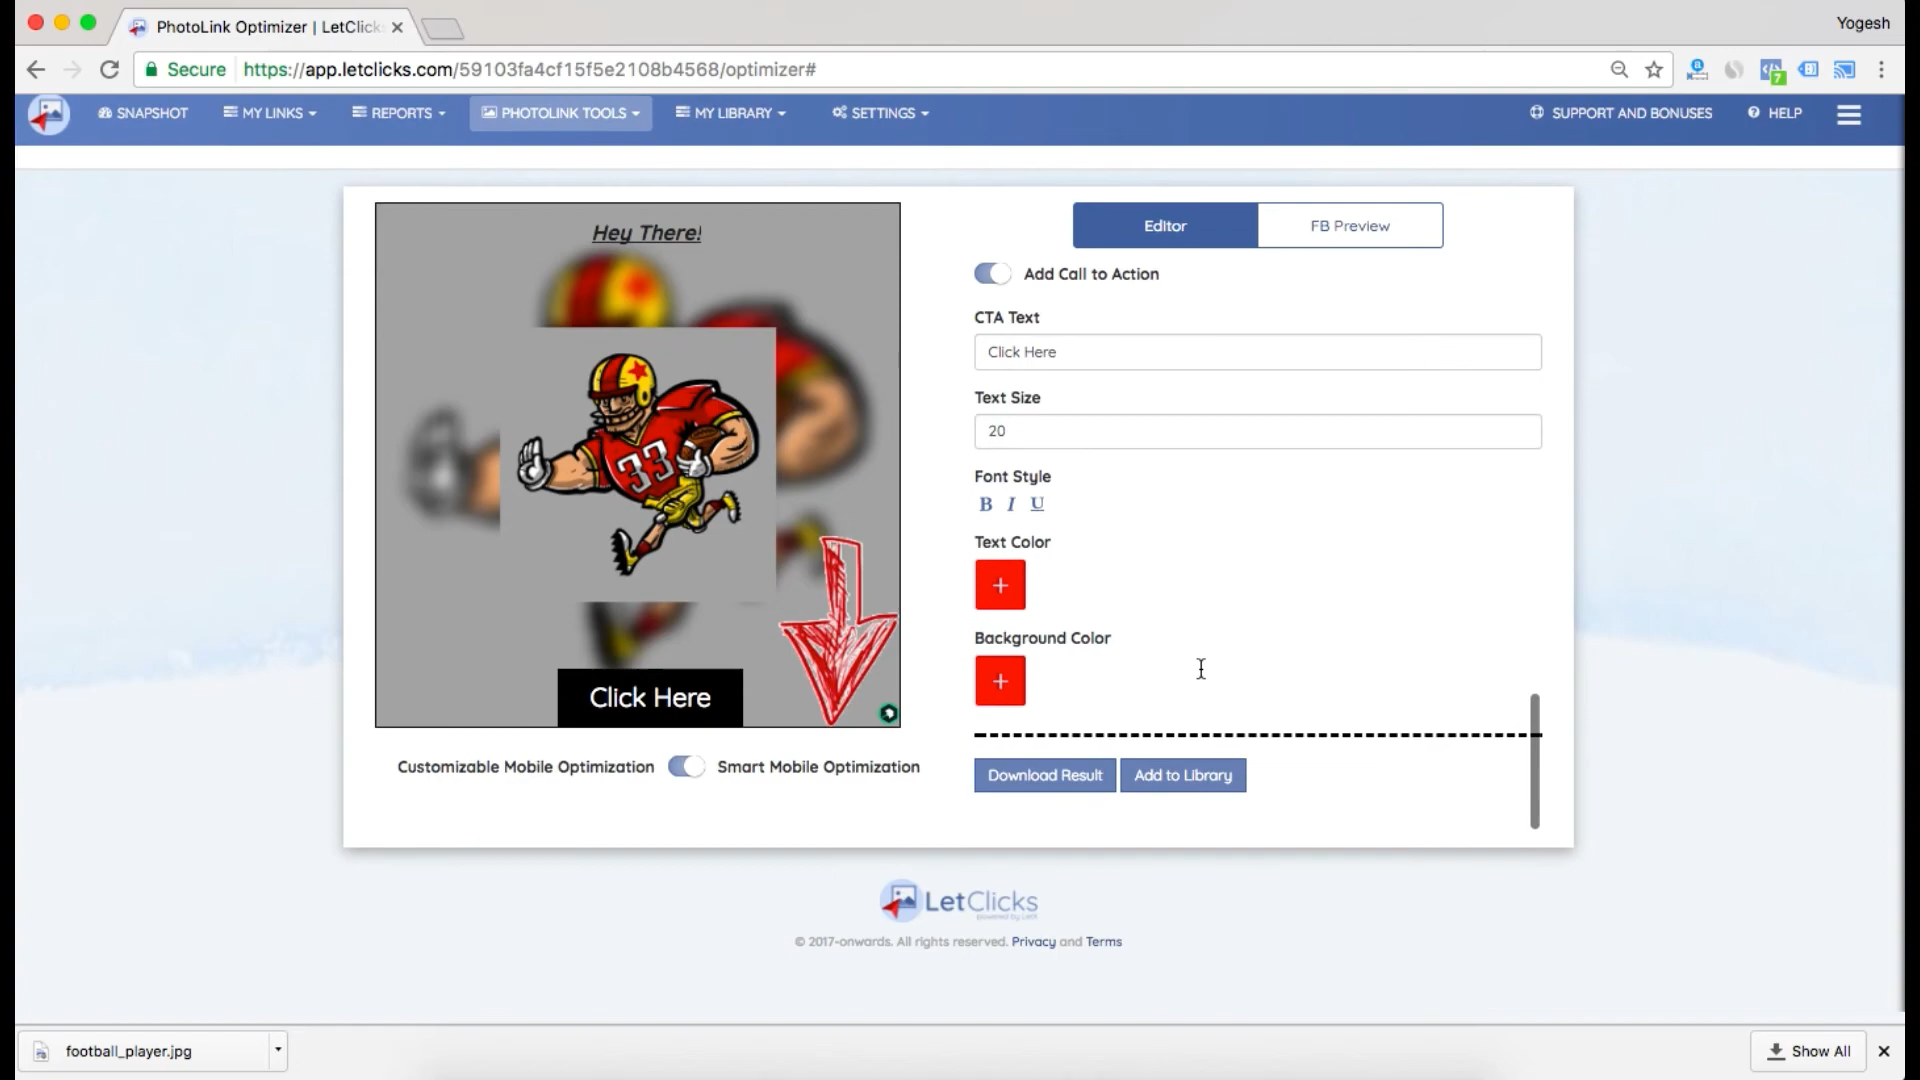 PhotoLink Optimizer | LetClick
Yogesh
Secure https://app.letclicks.com/59103fa4cf15f5e2108b4568/optimizer#
SNAPSHOT MY LINKS REPORTS PHOTOLINK TOOLS MY LIBRARY SETTINGS SUPPORT AND BONUSES HELP
Hey There!
33
Click Here
Customizable Mobile Optimization Smart Mobile Optimization
Editor FB Preview
Add Call to Action
CTA Text
Click Here
Text Size
20
Font Style
B I U
Text Color
+
Background Color
+
Download Result Add to Library
LetClicks
© 2017-onwards. All rights reserved. Privacy and Terms
football_player.jpg
Show All